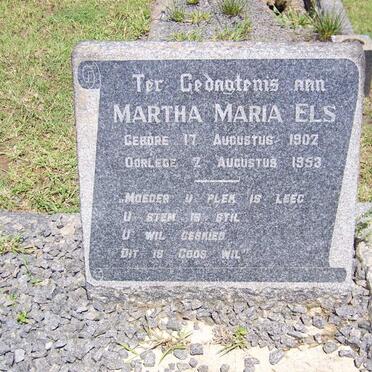 Ter Gedagtenis aan
MARTHA MARIA ELS
GEBORE 17 AUGUSTUS 1907
OORLEDE 7 AUGUSTUS 1953
„MOEDER U PLEK IS LEEG
U STEM IS STIL
U WIL GESKIED
DIT IS GODS WIL"